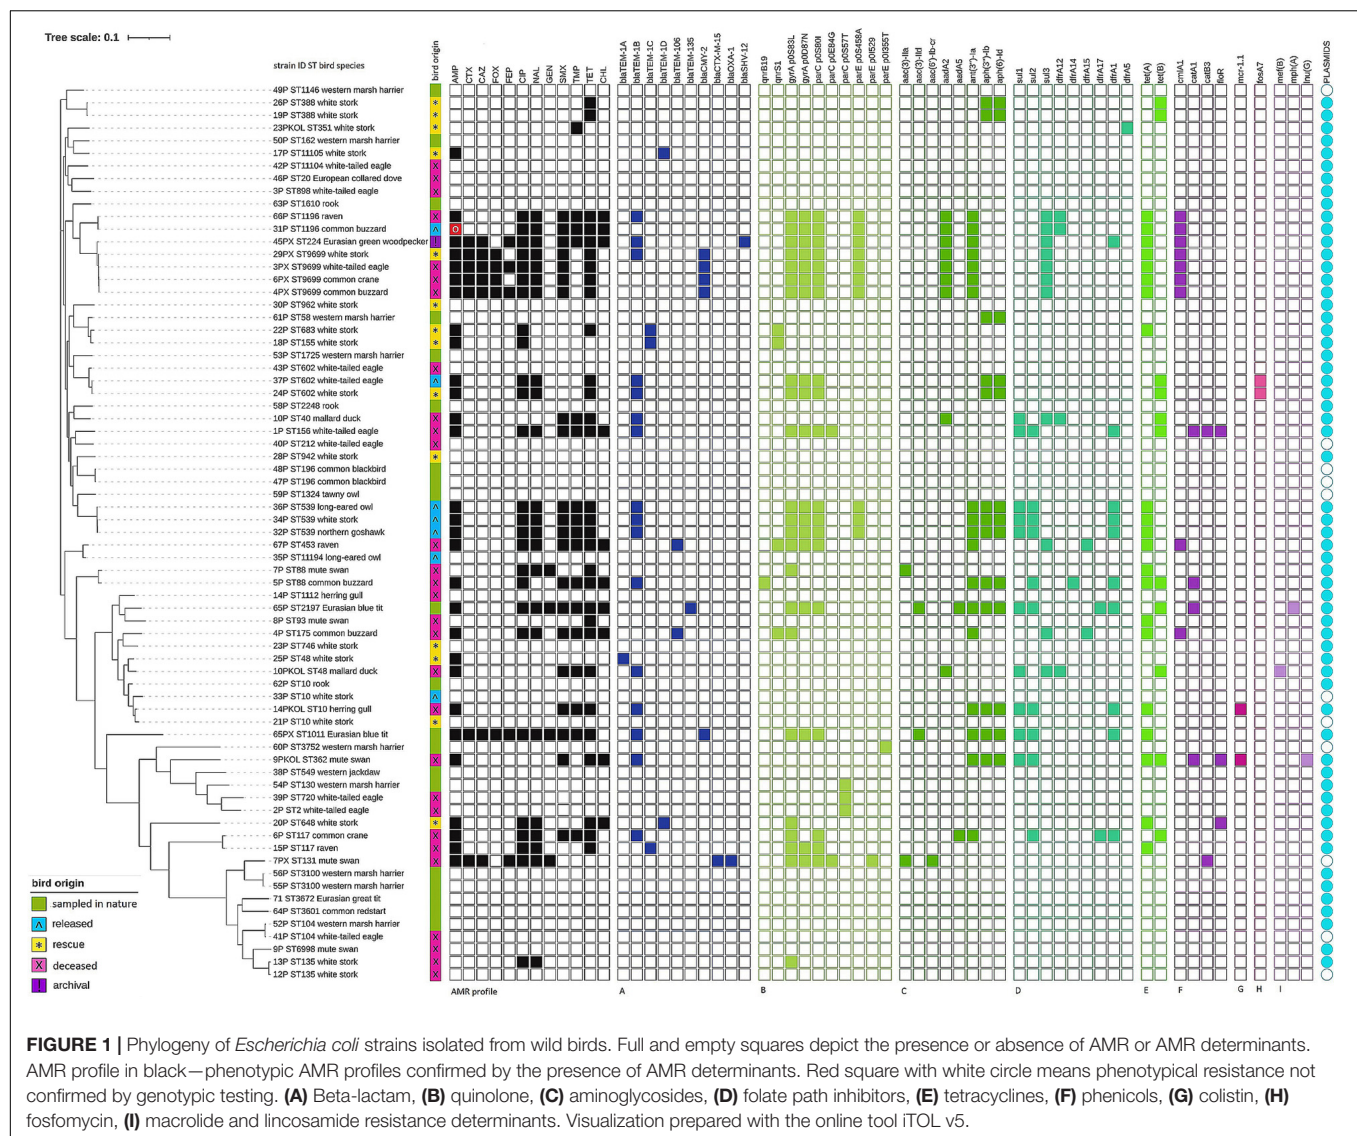 Tree scale: 0.1
strain ID ST bird species
bird origin
AMP
CTX
CAZ
FOX
FEP
CIP
NAL
GEN
SMX
TMP
TET
CHL
blaTEM-1A
blaTEM-1B
blaTEM-1C
blaTEM-1D
blaTEM-106
blaTEM-135
blaCMY-2
blaCTX-M-15
blaOXA-1
blaSHV-12
qnrB19
qnrS1
gyrA p0S83L
gyrA p0D87N
parC p0S80I
parC p0E84G
parC p0S57T
parE p0S458A
parE p0I529
parE p0I355T
aac(3)-IIa
aac(3)-IId
aac(6')-Ib-cr
aadA2
aadA5
ant(3'')-Ia
aph(3'')-Ib
aph(6)-Id
sul1
sul2
sul3
dfrA12
dfrA14
dfrA15
dfrA17
dfrA1
dfrA5
tet(A)
tet(B)
cmlA1
catA1
catB3
floR
mcr-1.1
fosA7
mef(B)
mph(A)
lnu(G)
PLASMIDS
49P ST1146 western marsh harrier
26P ST388 white stork
19P ST388 white stork
23PKOL ST351 white stork
50P ST162 western marsh harrier
17P ST11105 white stork
42P ST11104 white-tailed eagle
46P ST20 European collared dove
3P ST898 white-tailed eagle
63P ST1610 rook
66P ST1196 raven
31P ST1196 common buzzard
45PX ST224 Eurasian green woodpecker
29PX ST9699 white stork
3PX ST9699 white-tailed eagle
6PX ST9699 common crane
4PX ST9699 common buzzard
30P ST962 white stork
61P ST58 western marsh harrier
22P ST683 white stork
18P ST155 white stork
53P ST1725 western marsh harrier
43P ST602 white-tailed eagle
37P ST602 white-tailed eagle
24P ST602 white stork
58P ST2248 rook
10P ST40 mallard duck
1P ST156 white-tailed eagle
40P ST212 white-tailed eagle
28P ST942 white stork
48P ST196 common blackbird
47P ST196 common blackbird
59P ST1324 tawny owl
36P ST539 long-eared owl
34P ST539 white stork
32P ST539 northern goshawk
67P ST453 raven
35P ST11194 long-eared owl
7P ST88 mute swan
5P ST88 common buzzard
14P ST1112 herring gull
65P ST2197 Eurasian blue tit
8P ST93 mute swan
4P ST175 common buzzard
23P ST746 white stork
25P ST48 white stork
10PKOL ST48 mallard duck
62P ST10 rook
33P ST10 white stork
14PKOL ST10 herring gull
21P ST10 white stork
65PX ST1011 Eurasian blue tit
60P ST3752 western marsh harrier
9PKOL ST362 mute swan
38P ST549 western jackdaw
54P ST130 western marsh harrier
39P ST720 white-tailed eagle
2P ST2 white-tailed eagle
20P ST648 white stork
6P ST117 common crane
15P ST117 raven
7PX ST131 mute swan
56P ST3100 western marsh harrier
55P ST3100 western marsh harrier
71 ST3672 Eurasian great tit
64P ST3601 common redstart
52P ST104 western marsh harrier
41P ST104 white-tailed eagle
9P ST6998 mute swan
13P ST135 white stork
12P ST135 white stork
bird origin
sampled in nature
^ released
* rescue
X deceased
| archival
AMR profile A B C D E F G H I
FIGURE 1 | Phylogeny of Escherichia coli strains isolated from wild birds. Full and empty squares depict the presence or absence of AMR or AMR determinants.
AMR profile in black—phenotypic AMR profiles confirmed by the presence of AMR determinants. Red square with white circle means phenotypical resistance not
confirmed by genotypic testing. (A) Beta-lactam, (B) quinolone, (C) aminoglycosides, (D) folate path inhibitors, (E) tetracyclines, (F) phenicols, (G) colistin, (H)
fosfomycin, (I) macrolide and lincosamide resistance determinants. Visualization prepared with the online tool iTOL v5.